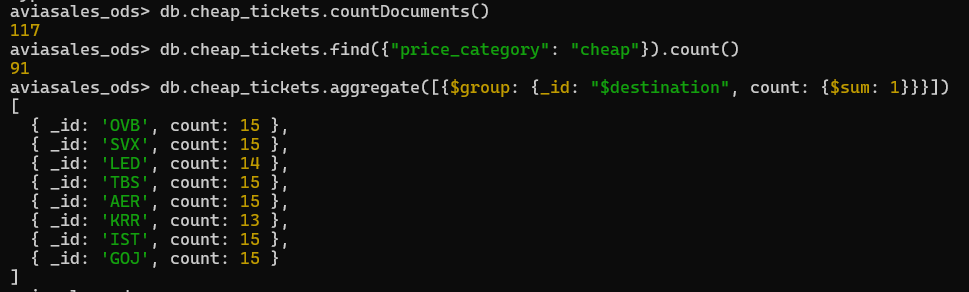 aviasales_ods> db.cheap_tickets.countDocuments()
117
aviasales_ods> db.cheap_tickets.find({"price_category": "cheap"}).count()
91
aviasales_ods> db.cheap_tickets.aggregate([{$group: {_id: "$destination", count: {$sum: 1}}}])
[
  { _id: 'OVB', count: 15 },
  { _id: 'SVX', count: 15 },
  { _id: 'LED', count: 14 },
  { _id: 'TBS', count: 15 },
  { _id: 'AER', count: 15 },
  { _id: 'KRR', count: 13 },
  { _id: 'IST', count: 15 },
  { _id: 'GOJ', count: 15 }
]